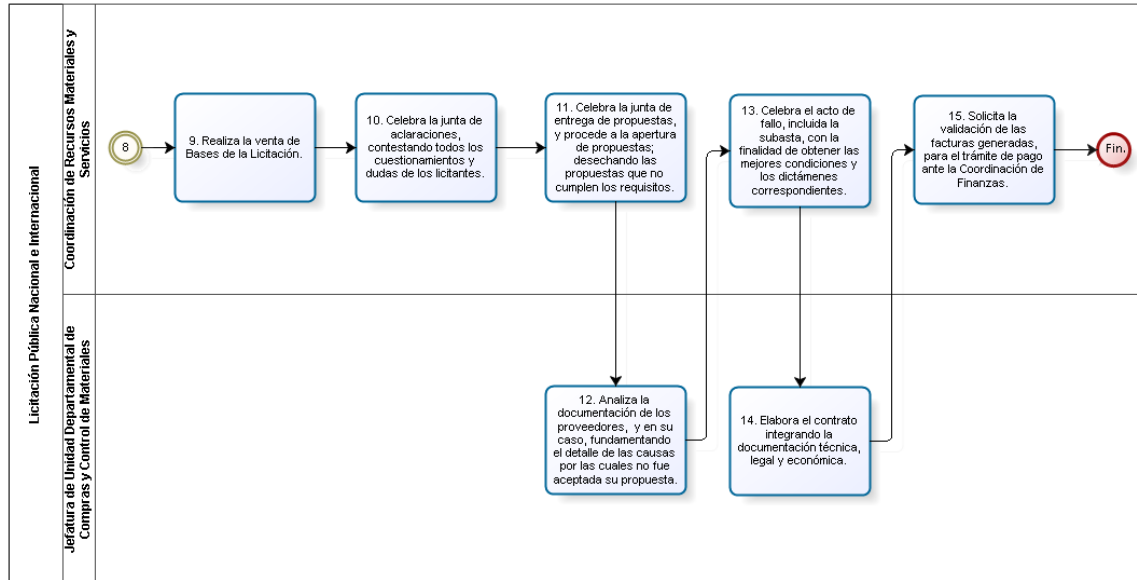 Licitación Pública Nacional e Internacional
Coordinación de Recursos Materiales y
Servicios
8
9. Realiza la venta de
Bases de la Licitación.
10. Celebra la junta de
aclaraciones,
contestando todos los
cuestionamientos y
dudas de los licitantes.
11. Celebra la junta de
entrega de propuestas,
y procede a la apertura
de propuestas;
desechando las
propuestas que no
cumplen los requisitos.
13. Celebra el acto de
fallo, incluida la
subasta, con la
finalidad de obtener las
mejores condiciones y
los dictámenes
correspondientes.
15. Solicita la
validación de las
facturas generadas,
para el trámite de pago
ante la Coordinación de
Finanzas.
Fin.
Jefatura de Unidad Departamental de
Compras y Control de Materiales
12. Analiza la
documentación de los
proveedores, y en su
caso, fundamentando
el detalle de las causas
por las cuales no fue
aceptada su propuesta.
14. Elabora el contrato
integrando la
documentación técnica,
legal y económica.